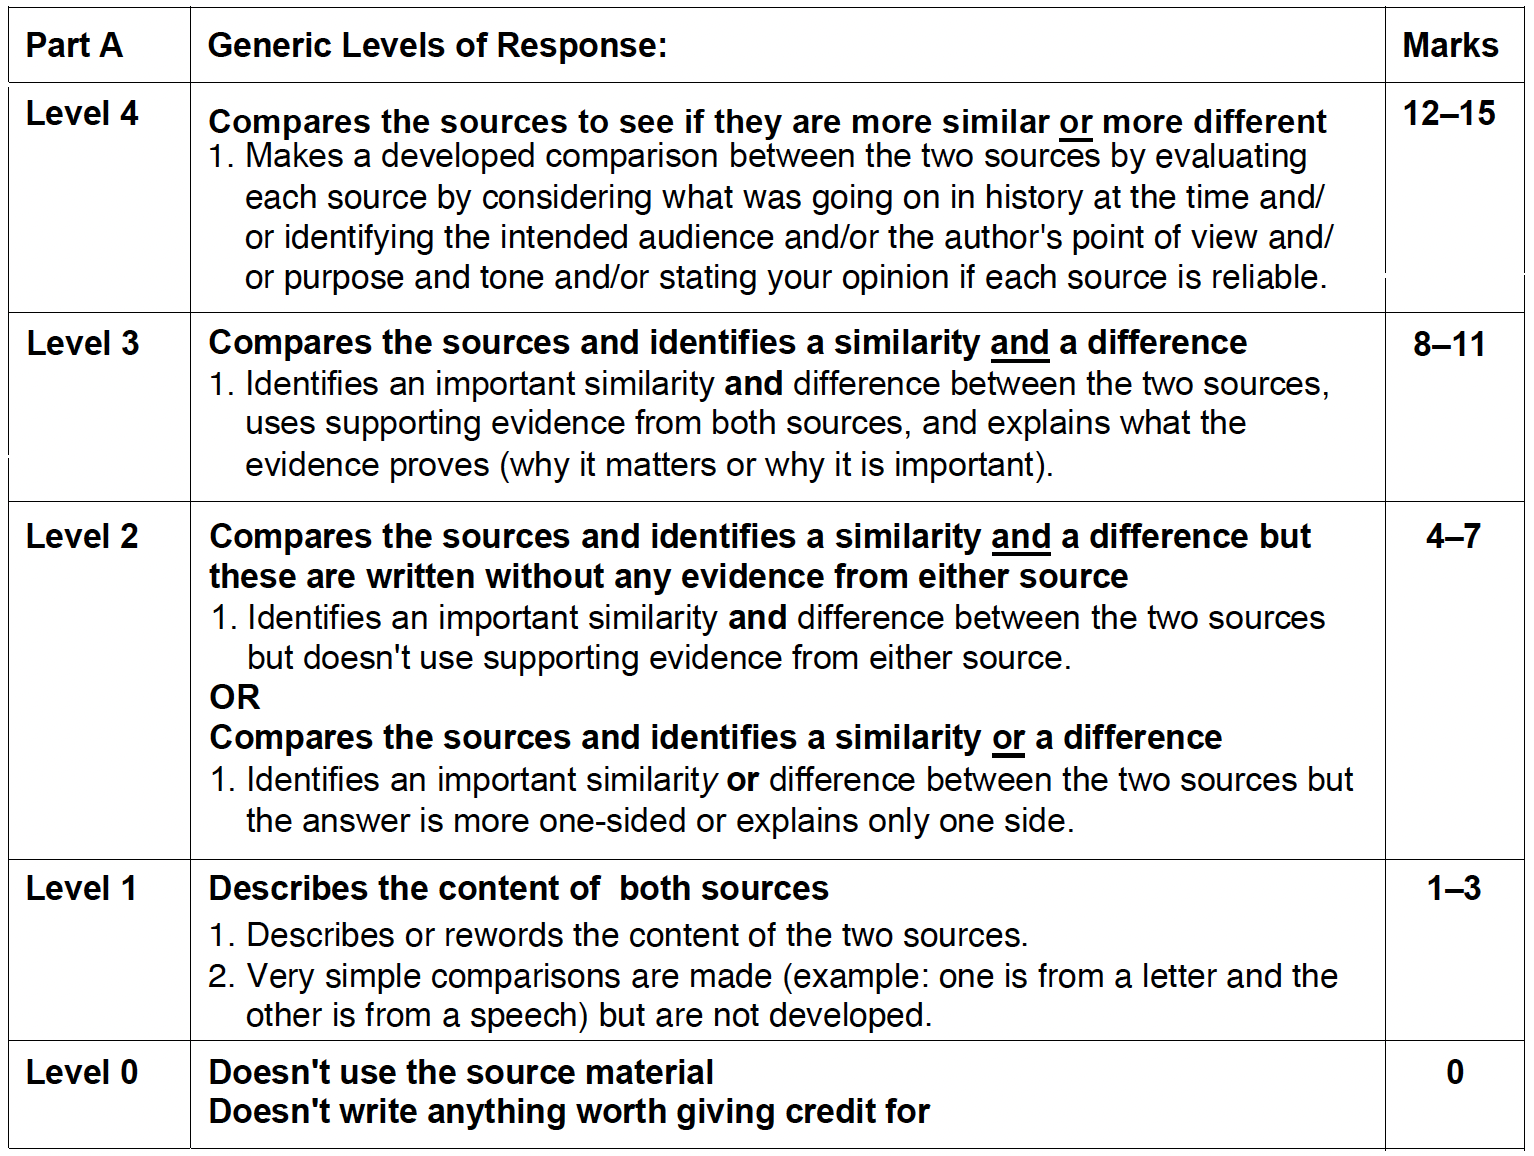 Part A
Generic Levels of Response:
Marks
Level 4
Compares the sources to see if they are more similar or more different
1. Makes a developed comparison between the two sources by evaluating
each source by considering what was going on in history at the time and/
or identifying the intended audience and/or the author's point of view and/
or purpose and tone and/or stating your opinion if each source is reliable.
12–15
Level 3
Compares the sources and identifies a similarity and a difference
1. Identifies an important similarity and difference between the two sources,
uses supporting evidence from both sources, and explains what the
evidence proves (why it matters or why it is important).
8–11
Level 2
Compares the sources and identifies a similarity and a difference but
these are written without any evidence from either source
1. Identifies an important similarity and difference between the two sources
but doesn't use supporting evidence from either source.
OR
Compares the sources and identifies a similarity or a difference
1. Identifies an important similarity or difference between the two sources but
the answer is more one-sided or explains only one side.
4–7
Level 1
Describes the content of both sources
1. Describes or rewords the content of the two sources.
2. Very simple comparisons are made (example: one is from a letter and the
other is from a speech) but are not developed.
1–3
Level 0
Doesn't use the source material
Doesn't write anything worth giving credit for
0